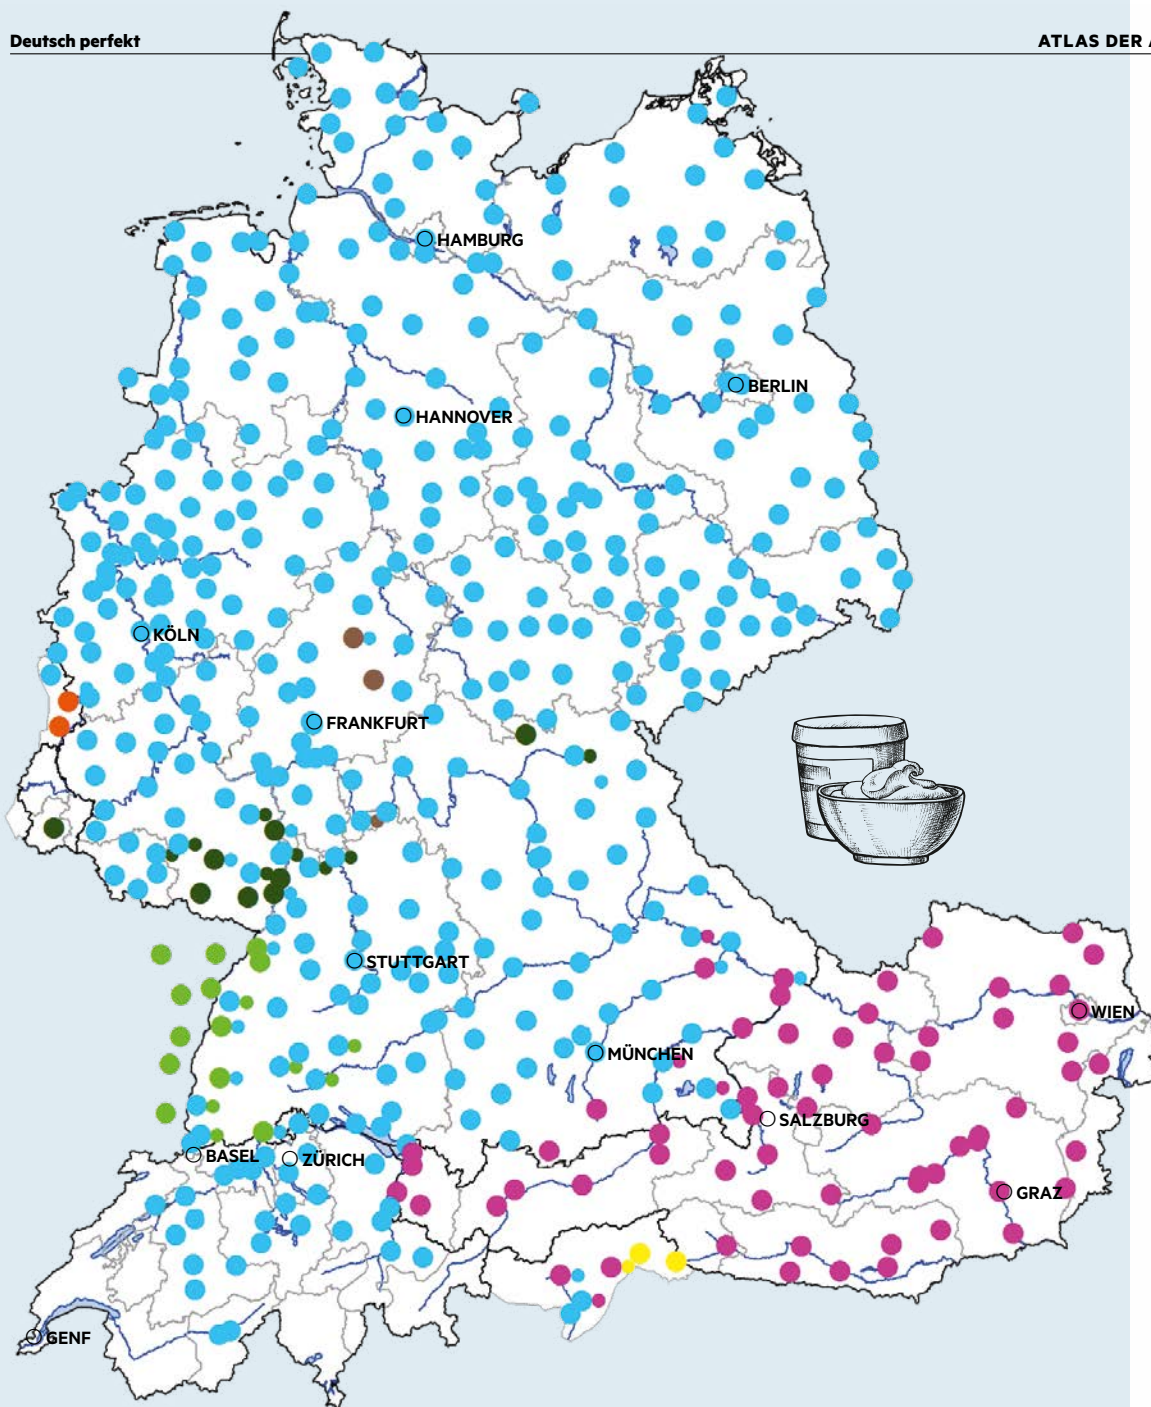 Deutsch perfekt
ATLAS DER A
HAMBURG
BERLIN
HANNOVER
KÖLN
FRANKFURT
STUTTGART
WIEN
MÜNCHEN
SALZBURG
BASEL
ZÜRICH
GRAZ
GENF